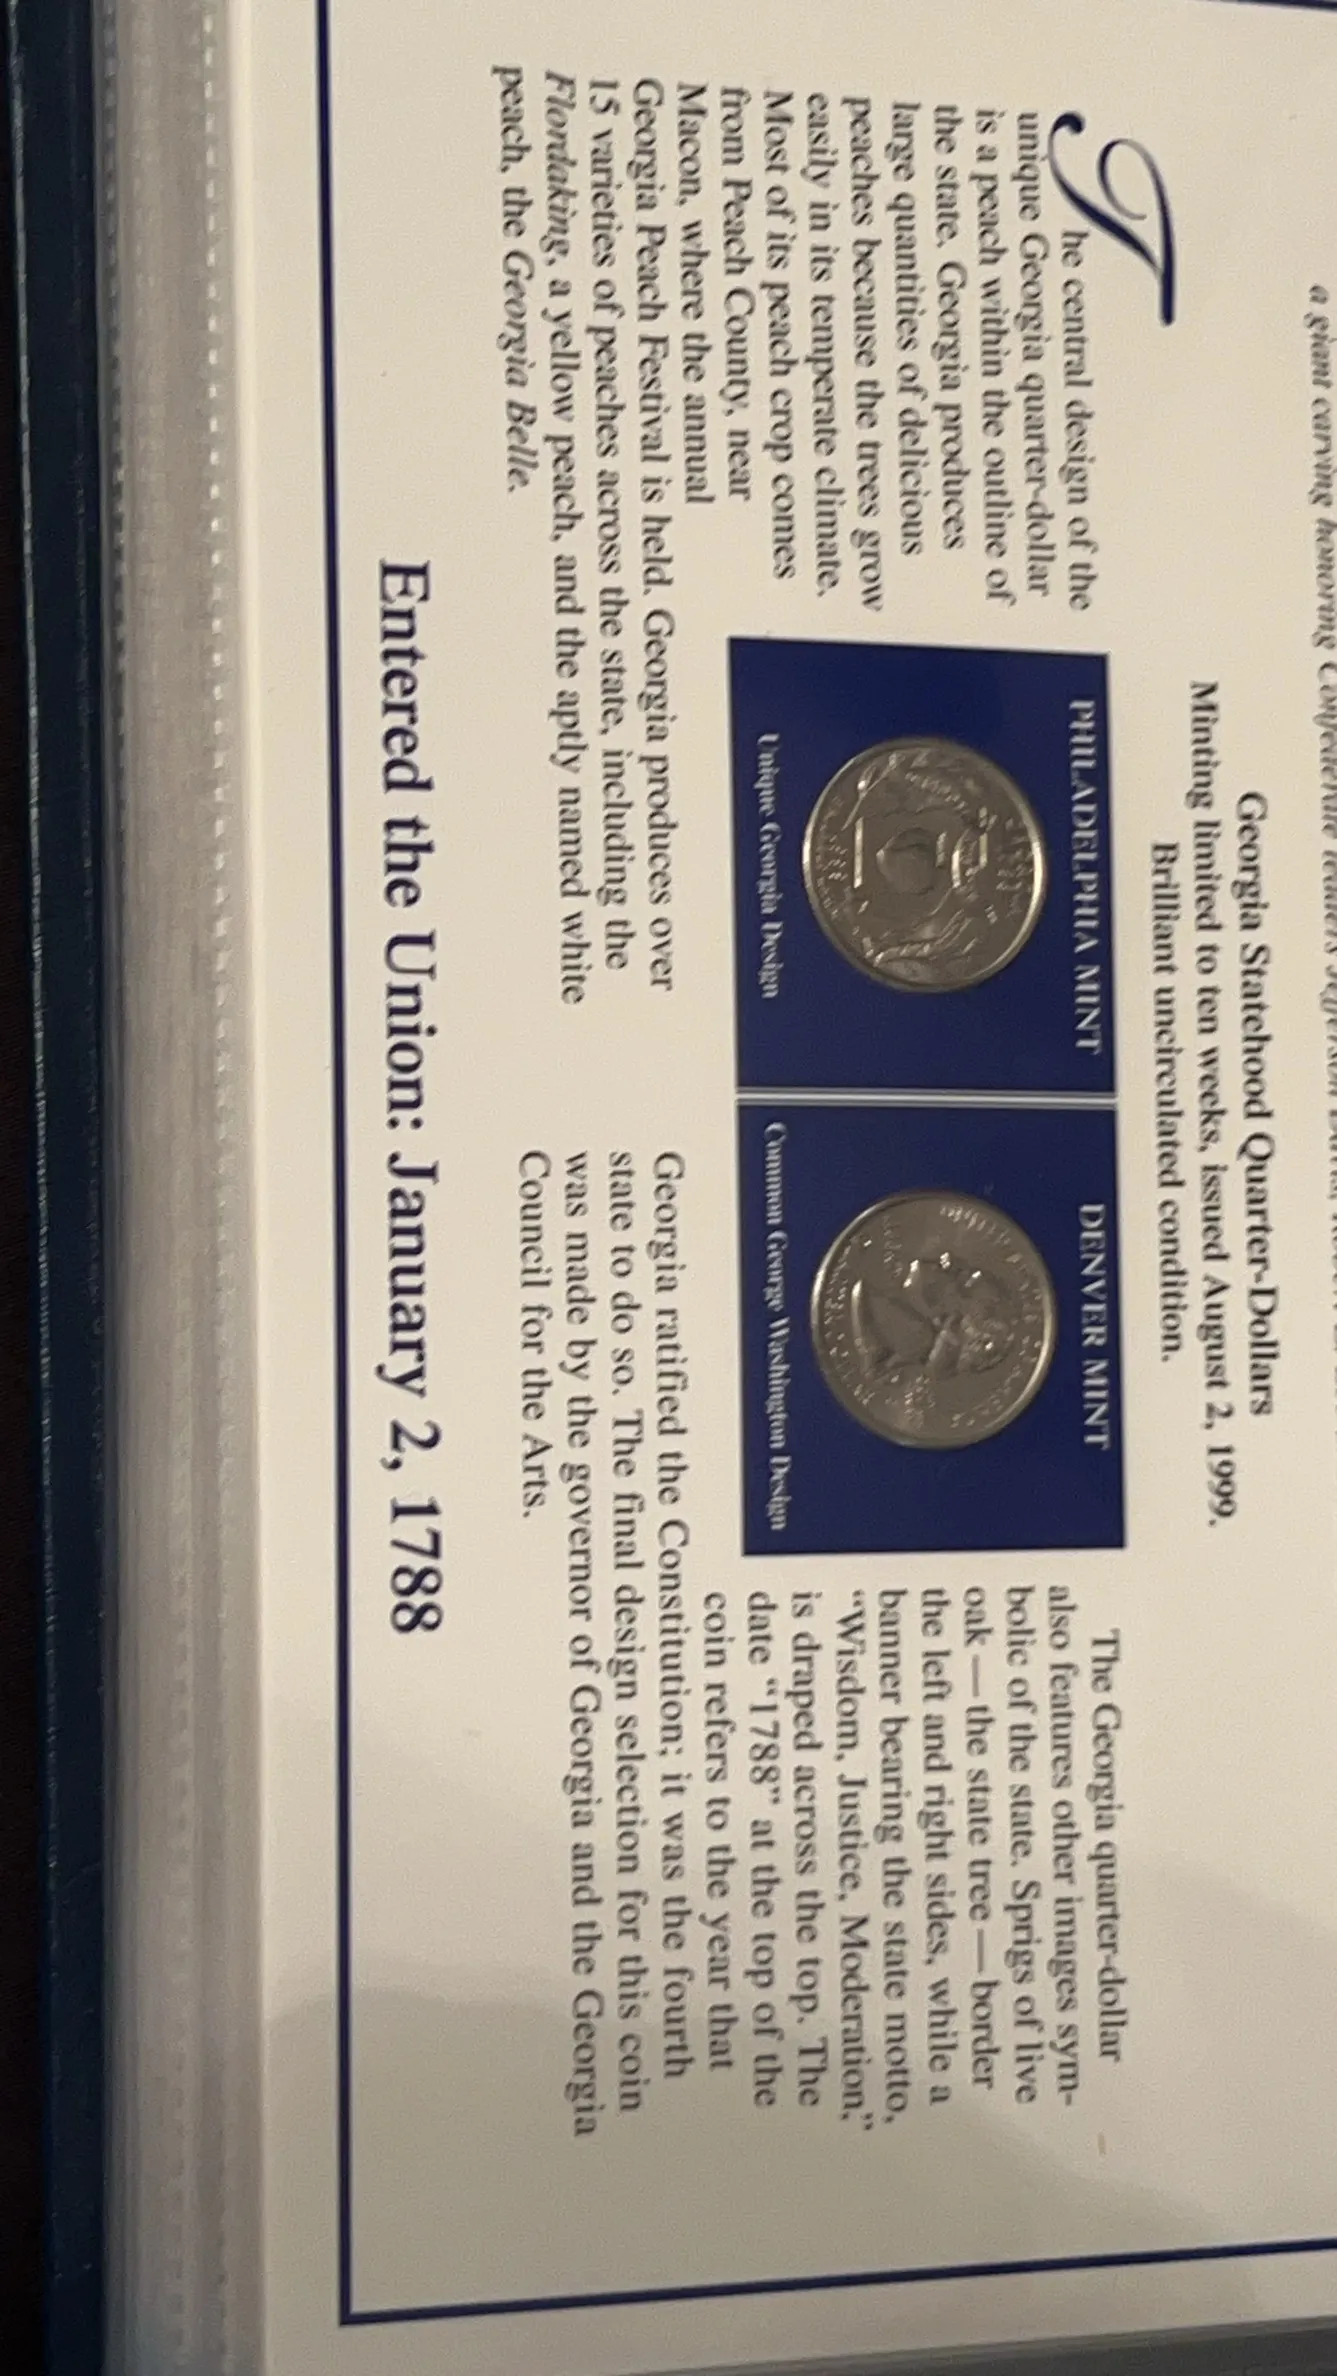 a giant carving honoring Confederate leaders Jefferson
Georgia Statehood Quarter-Dollars
Minting limited to ten weeks, issued August 2, 1999.
Brilliant uncirculated condition.
The central design of the
unique Georgia quarter-dollar
is a peach within the outline of
the state. Georgia produces
large quantities of delicious
peaches because the trees grow
easily in its temperate climate.
Most of its peach crop comes
from Peach County, near
Macon, where the annual
Georgia Peach Festival is held. Georgia produces over
15 varieties of peaches across the state, including the
Flordaking, a yellow peach, and the aptly named white
peach, the Georgia Belle.
PHILADELPHIA MINT
Unique Georgia Design
DENVER MINT
Common George Washington Design
The Georgia quarter-dollar
also features other images sym-
bolic of the state. Sprigs of live
oak — the state tree — border
the left and right sides, while a
banner bearing the state motto,
“Wisdom, Justice, Moderation,”
is draped across the top. The
date “1788” at the top of the
coin refers to the year that
Georgia ratified the Constitution; it was the fourth
state to do so. The final design selection for this coin
was made by the governor of Georgia and the Georgia
Council for the Arts.
Entered the Union: January 2, 1788